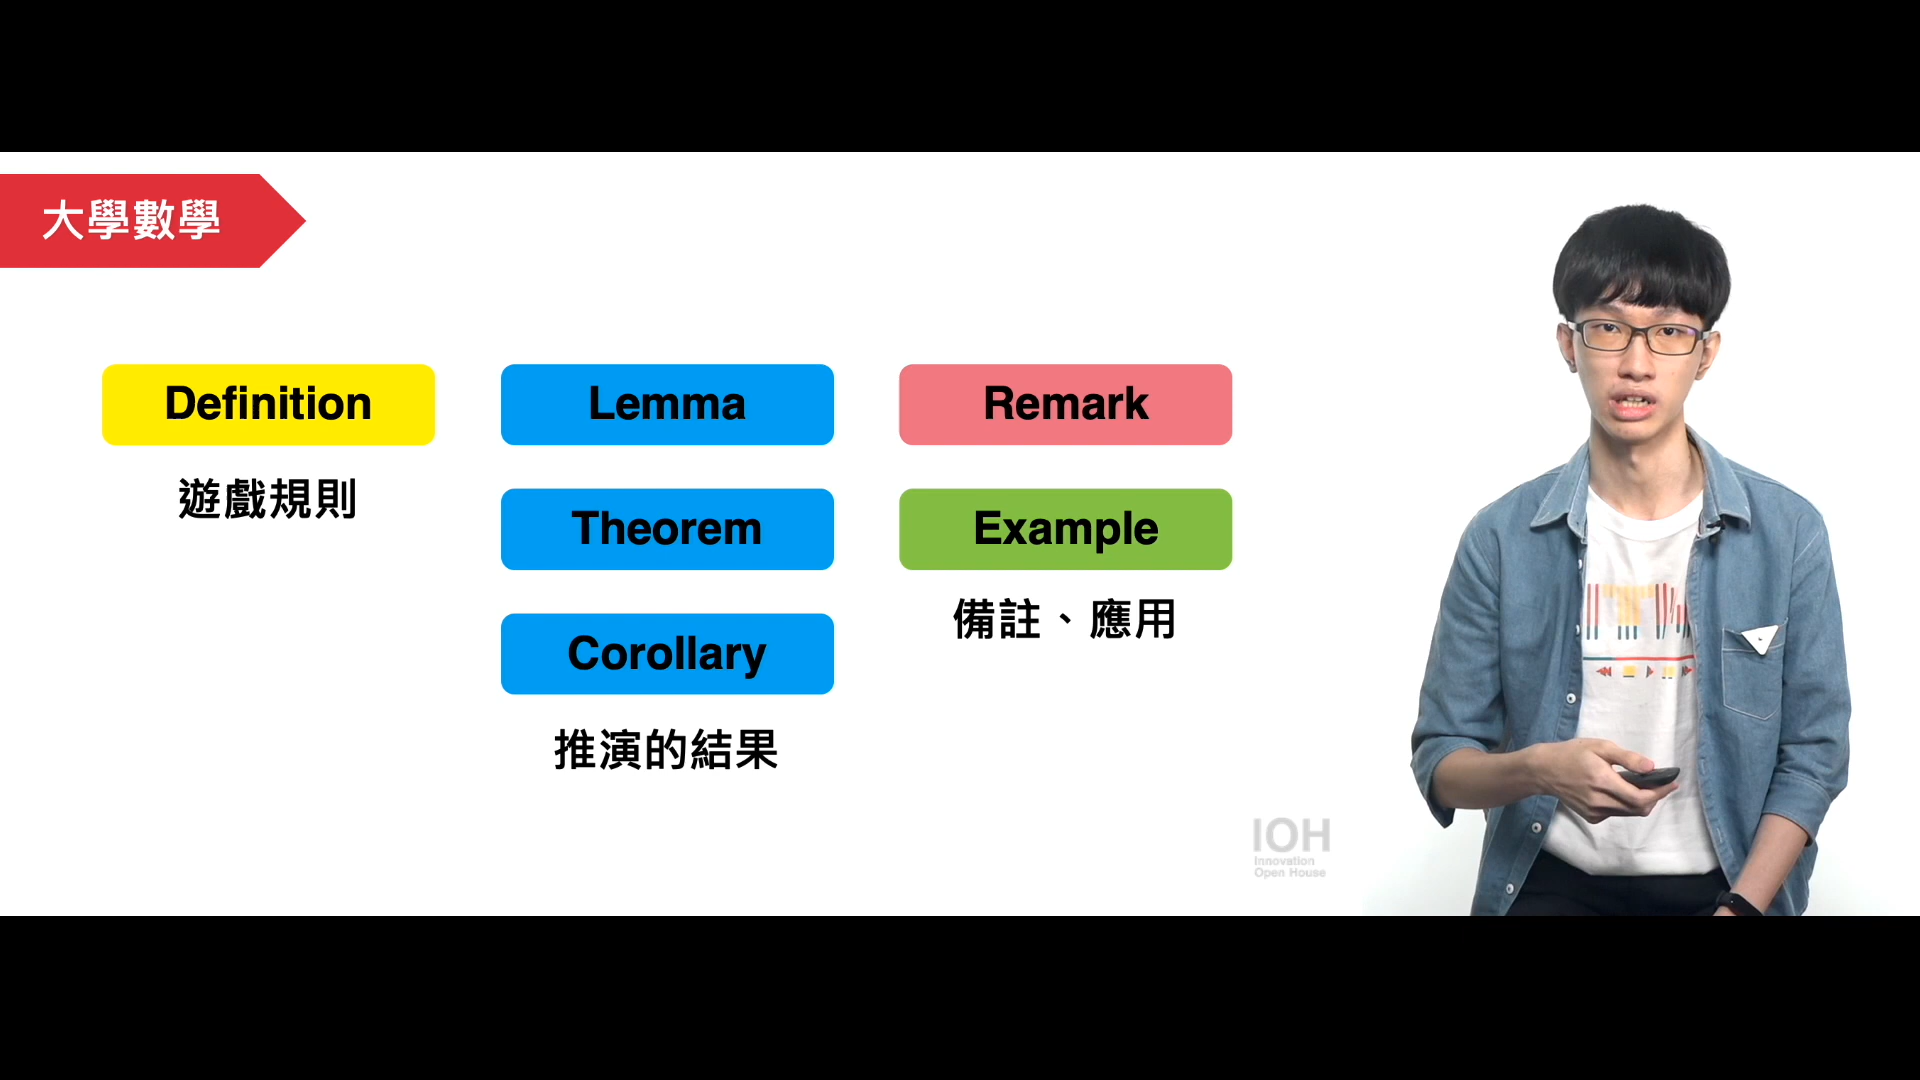 大學數學
Definition
遊戲規則
Lemma
Theorem
Corollary
推演的結果
Remark
Example
備註、應用
IOH
Innovation
Open House